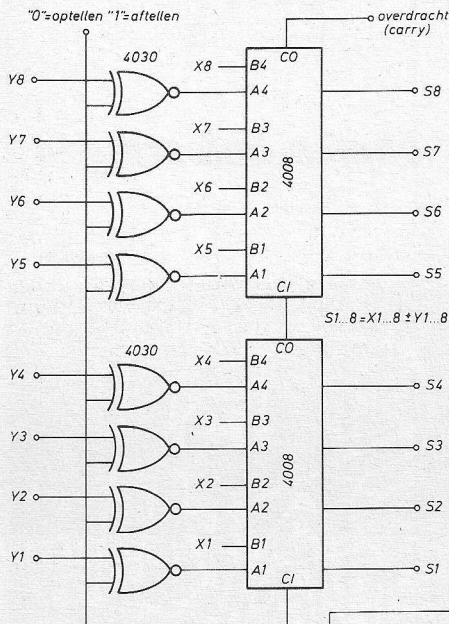 "0"=optellen "1"=aftellen
overdracht
(carry)
4030
CO
Y8
X8
B4
A4
S8
Y7
X7
B3
A3
S7
4008
Y6
X6
B2
A2
S6
Y5
X5
B1
A1
S5
CI
S1...8 = X1...8 ± Y1...8
4030
CO
Y4
X4
B4
A4
S4
Y3
X3
B3
A3
S3
4008
Y2
X2
B2
A2
S2
Y1
X1
B1
A1
S1
CI